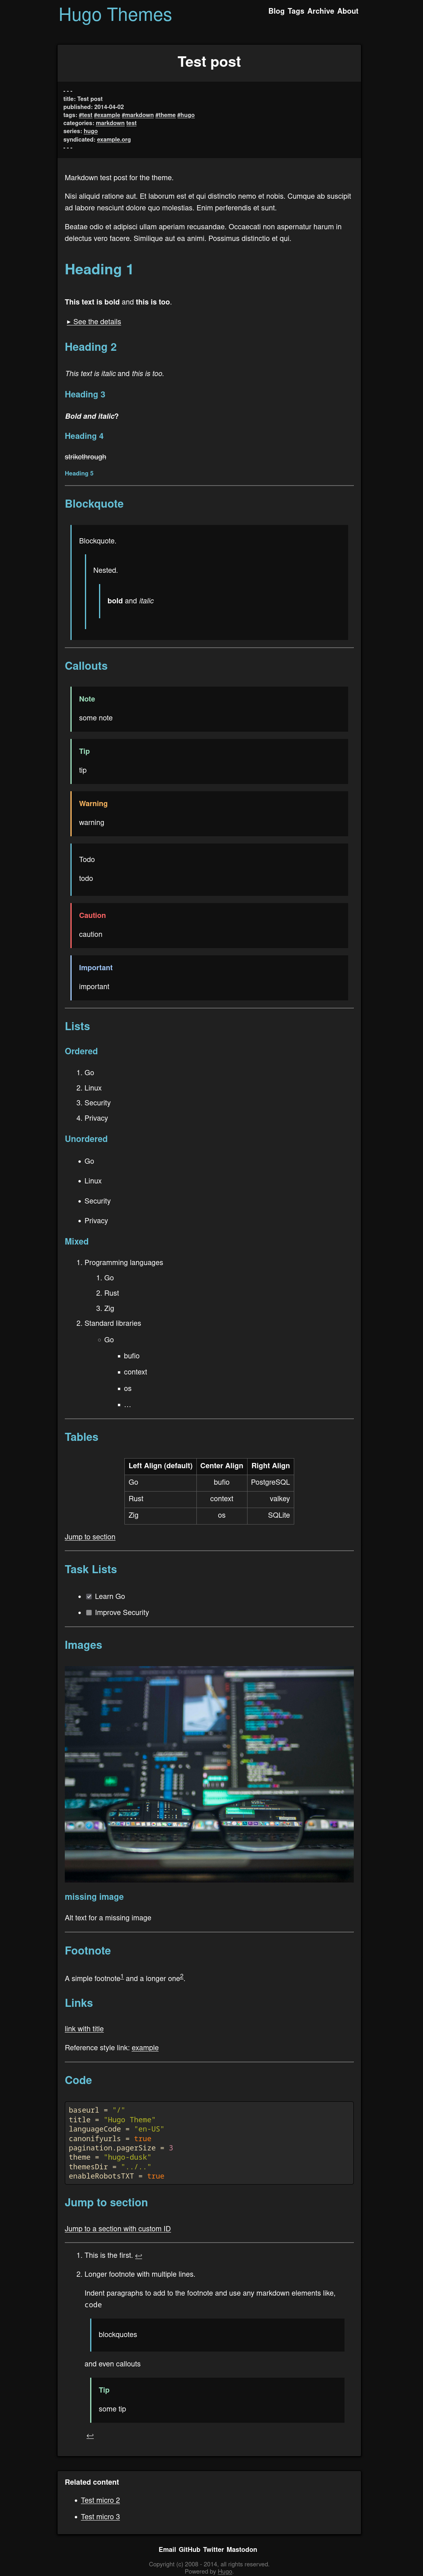 Hugo Themes
Blog Tags Archive About
Test post
---
title: Test post
published: 2014-04-02
tags: #test #example #markdown #theme #hugo
categories: markdown test
series: hugo
syndicated: example.org
---
Markdown test post for the theme.
Nisi aliquid ratione aut. Et laborum est et qui distinctio nemo et nobis. Cumque ab suscipit
ad labore nesciunt dolore quo molestias. Enim perferendis et sunt.
Beatae odio et adipisci ullam aperiam recusandae. Occaecati non aspernatur harum in
delectus vero facere. Similique aut ea animi. Possimus distinctio et qui.
Heading 1
This text is bold and this is too.
▸ See the details
Heading 2
This text is italic and this is too.
Heading 3
Bold and italic?
Heading 4
strikethrough
Heading 5
Blockquote
Blockquote.
Nested.
bold and italic
Callouts
Note
some note
Tip
tip
Warning
warning
Todo
todo
Caution
caution
Important
important
Lists
Ordered
1. Go
2. Linux
3. Security
4. Privacy
Unordered
• Go
• Linux
• Security
• Privacy
Mixed
1. Programming languages
1. Go
2. Rust
3. Zig
2. Standard libraries
○ Go
▪ bufio
▪ context
▪ os
▪ …
Tables
Left Align (default) Center Align Right Align
Go bufio PostgreSQL
Rust context valkey
Zig os SQLite
Jump to section
Task Lists
• ☑ Learn Go
• ☐ Improve Security
Images
missing image
Alt text for a missing image
Footnote
A simple footnote1 and a longer one2.
Links
link with title
Reference style link: example
Code
baseurl = "/"
title = "Hugo Theme"
languageCode = "en-US"
canonifyurls = true
pagination.pagerSize = 3
theme = "hugo-dusk"
themesDir = "../.."
enableRobotsTXT = true
Jump to section
Jump to a section with custom ID
1. This is the first. ↩
2. Longer footnote with multiple lines.
Indent paragraphs to add to the footnote and use any markdown elements like,
code
blockquotes
and even callouts
Tip
some tip
↩
Related content
• Test micro 2
• Test micro 3
Email GitHub Twitter Mastodon
Copyright (c) 2009 - 2014, all rights reserved.
Powered by Hugo.